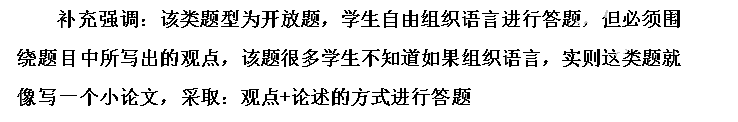 补充强调：该类题型为开放题，学生自由组织语言进行答题，但必须围
绕题目中所写出的观点，该题很多学生不知道如果组织语言，实则这类题就
像写一个小论文，采取：观点+论述的方式进行答题